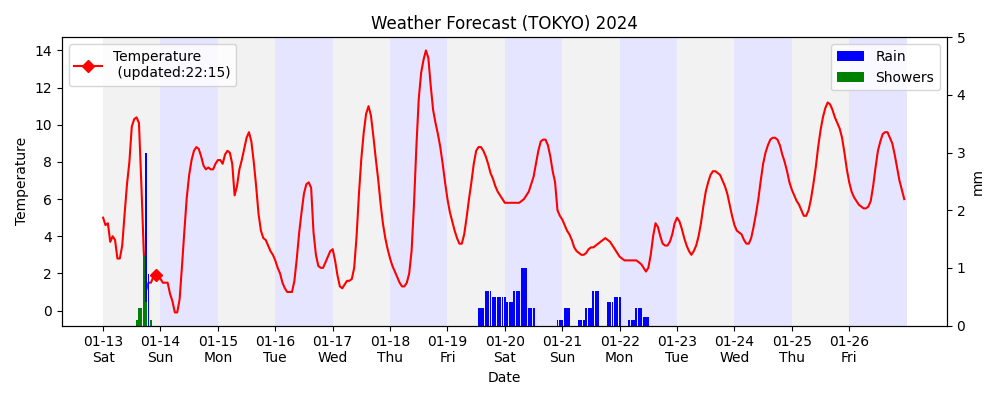 Weather Forecast (TOKYO) 2024
Temperature
(updated:22:15)
Rain
Showers
14
12
10
8
6
4
2
0
Temperature
5
4
3
2
1
0
mm
01-13 01-14 01-15 01-16 01-17 01-18 01-19 01-20 01-21 01-22 01-23 01-24 01-25 01-26
Sat Sun Mon Tue Wed Thu Fri Sat Sun Mon Tue Wed Thu Fri
Date